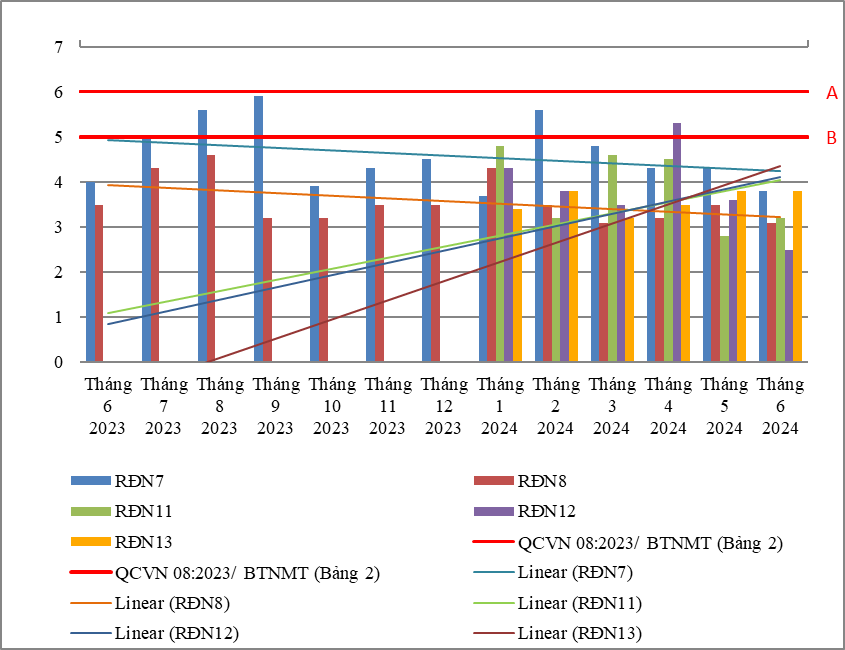 7
6
A
5
B
4
3
2
1
0
Tháng 6 2023
Tháng 7 2023
Tháng 8 2023
Tháng 9 2023
Tháng 10 2023
Tháng 11 2023
Tháng 12 2023
Tháng 1 2024
Tháng 2 2024
Tháng 3 2024
Tháng 4 2024
Tháng 5 2024
Tháng 6 2024
RĐN7
RĐN8
RĐN11
RĐN12
RĐN13
QCVN 08:2023/ BTNMT (Bảng 2)
QCVN 08:2023/ BTNMT (Bảng 2)
Linear (RĐN7)
Linear (RĐN8)
Linear (RĐN11)
Linear (RĐN12)
Linear (RĐN13)